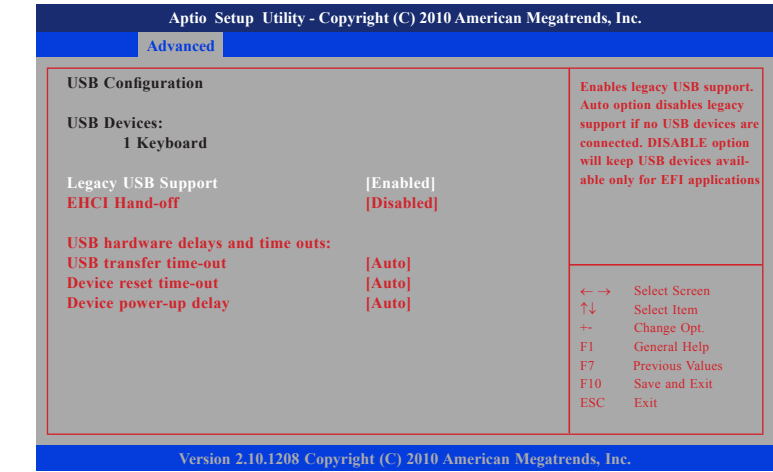 Aptio Setup Utility - Copyright (C) 2010 American Megatrends, Inc.
Advanced
USB Configuration
USB Devices:
1 Keyboard
Legacy USB Support [Enabled]
EHCI Hand-off [Disabled]
USB hardware delays and time outs:
USB transfer time-out [Auto]
Device reset time-out [Auto]
Device power-up delay [Auto]
Enables legacy USB support.
Auto option disables legacy
support if no USB devices are
connected. DISABLE option
will keep USB devices avail-
able only for EFI applications
←→ Select Screen
↑↓ Select Item
+- Change Opt.
F1 General Help
F7 Previous Values
F10 Save and Exit
ESC Exit
Version 2.10.1208 Copyright (C) 2010 American Megatrends, Inc.